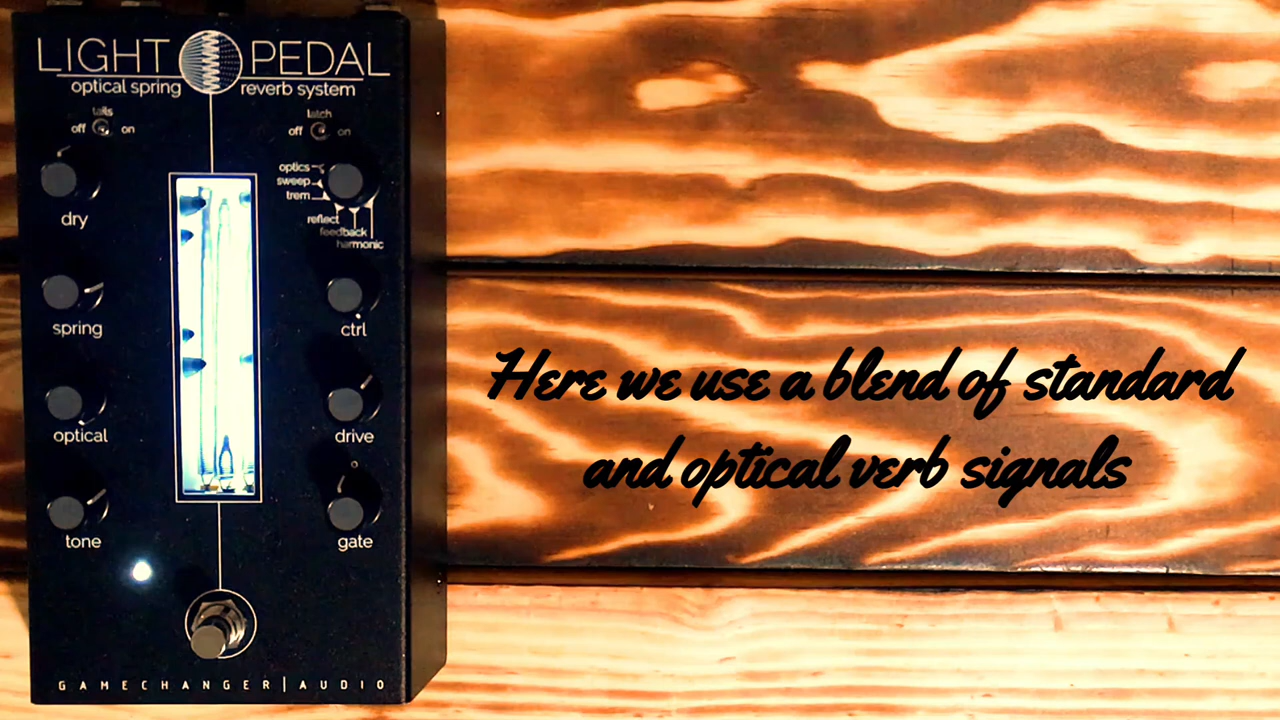 LIGHT PEDAL
optical spring reverb system
tails
off on
latch
off on
optics
sweep
trem
reflect
feedback
harmonic
dry
spring
ctrl
optical
drive
tone
gate
Here we use a blend of standard
and optical verb signals
GAMECHANGER | AUDIO